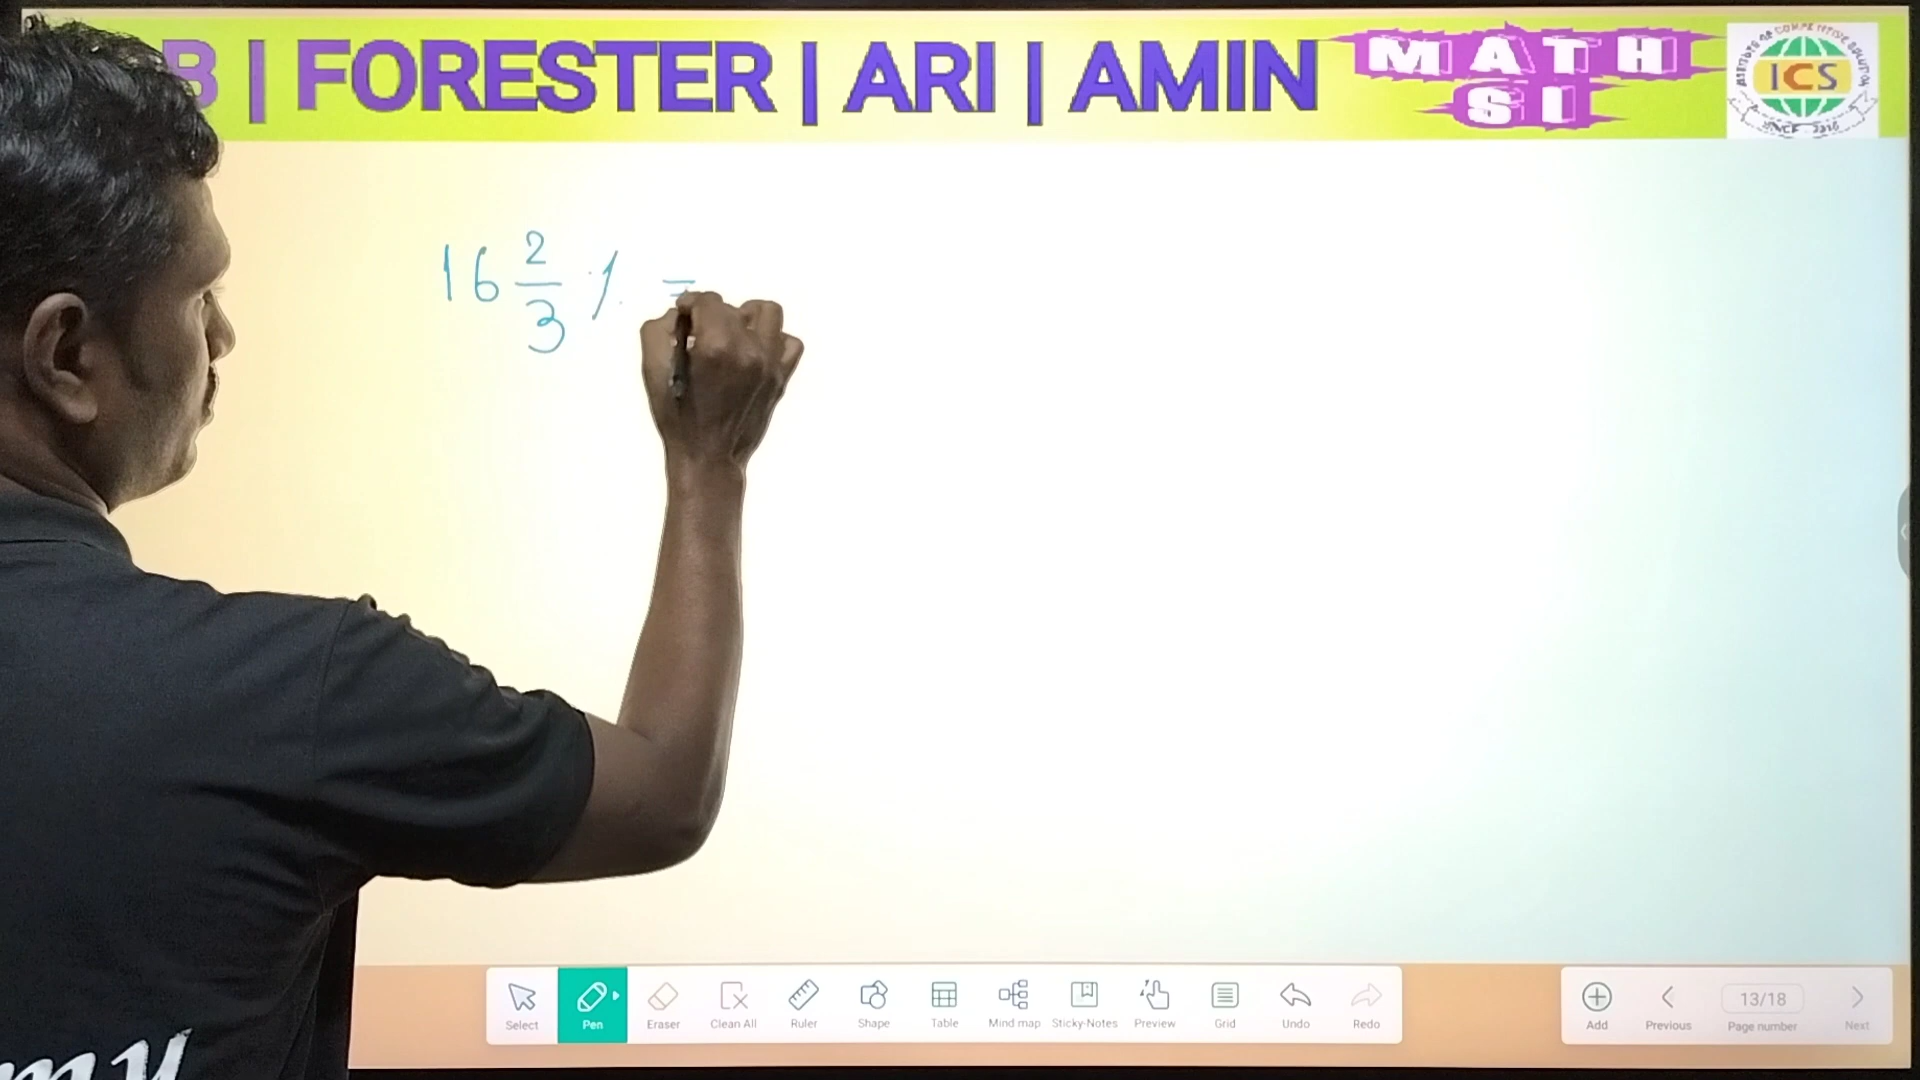 B | FORESTER | ARI | AMIN
MATH
SI
ICS
16 2/3 % =
Select
Pen
Eraser
Clean All
Ruler
Shape
Table
Mind map
Sticky-Notes
Preview
Grid
Undo
Redo
Add
Previous
13/18
Page number
Next
my